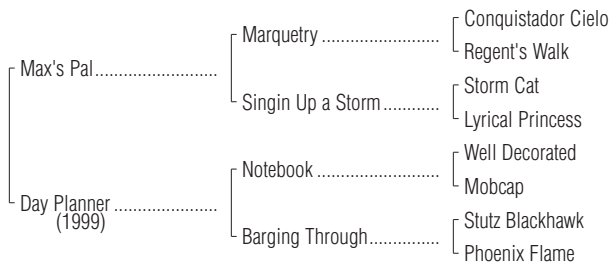 Conquistador Cielo
Marquetry ..............................
Regent's Walk
Max's Pal...............................
Storm Cat
Singin Up a Storm..............
Lyrical Princess
Well Decorated
Notebook ..............................
Mobcap
Day Planner ..........................
(1999)
Stutz Blackhawk
Barging Through.................
Phoenix Flame